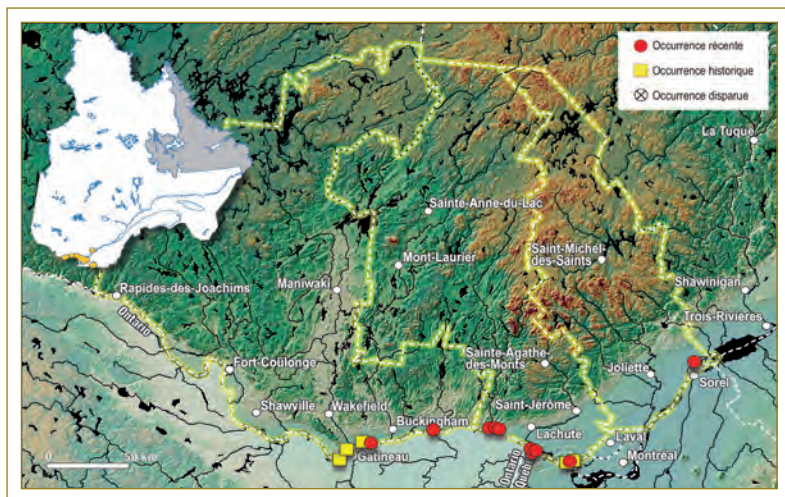 Occurrence récente
Occurrence historique
Occurrence disparue
La Tuque
Sainte-Anne-du-Lac
Saint-Michel
des-Saints
Mont-Laurier
Maniwaki
Rapides-des-Joachims
Shawinigan
Ontario
Trois-Rivières
Fort-Coulonge
Sainte-Agathe
des-Monts
Joliette
Sorel
Shawville
Wakefield
Buckingham
Saint-Jérôme
Lachute
Laval
Gatineau
Ontario
Montréal
0